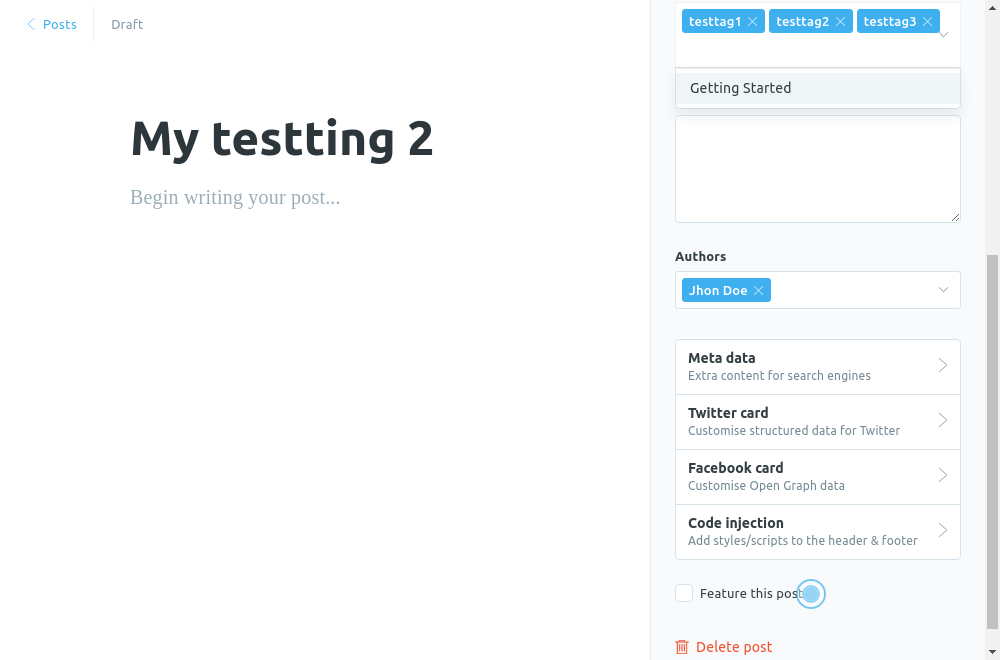 Posts
Draft
My testting 2
Begin writing your post...
testtag1 testtag2 testtag3
Getting Started
Authors
Jhon Doe
Meta data
Extra content for search engines
Twitter card
Customise structured data for Twitter
Facebook card
Customise Open Graph data
Code injection
Add styles/scripts to the header & footer
Feature this post
Delete post